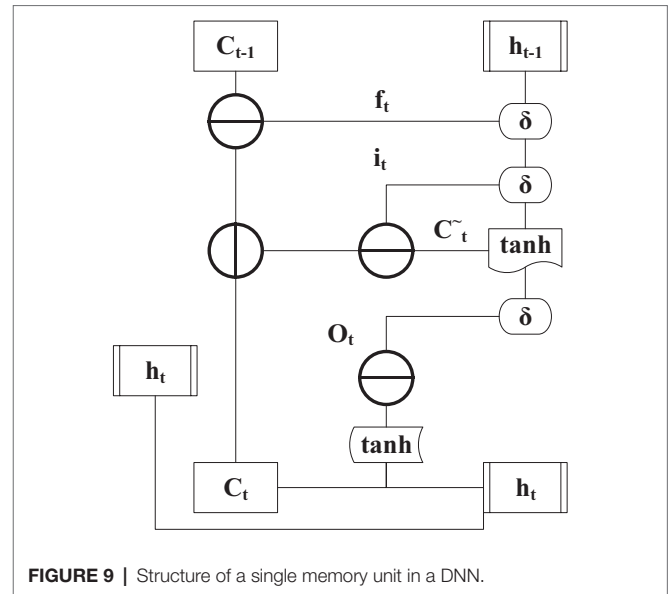 C_{t-1} h_{t-1}
f_t δ
i_t δ
C^~_t tanh
O_t δ
h_t
tanh
C_t h_t
FIGURE 9 | Structure of a single memory unit in a DNN.